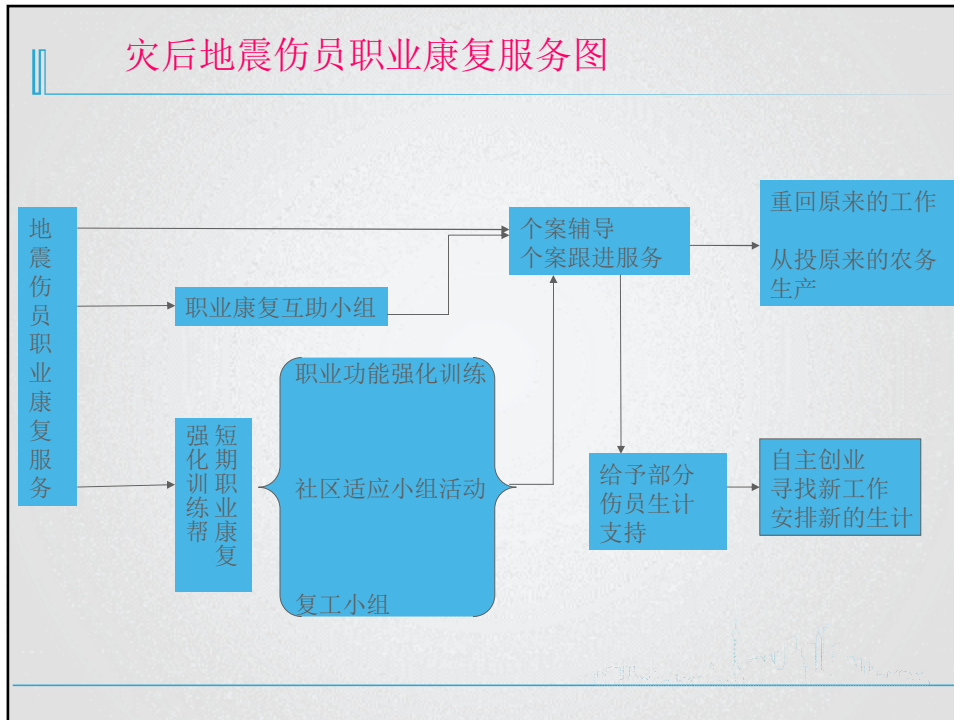 灾后地震伤员职业康复服务图
地震伤员职业康复服务
个案辅导
个案跟进服务
重回原来的工作
从投原来的农务
生产
职业康复互助小组
短期职业康复
强化训练帮
职业功能强化训练
社区适应小组活动
复工小组
给予部分
伤员生计
支持
自主创业
寻找新工作
安排新的生计